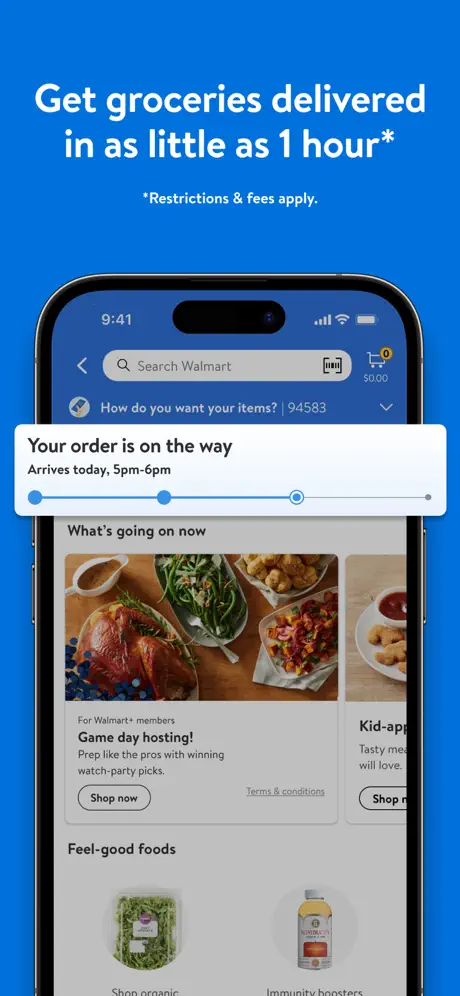 Get groceries delivered
in as little as 1 hour*
*Restrictions & fees apply.
9:41
Search Walmart
0
$0.00
How do you want your items? | 94583
Your order is on the way
Arrives today, 5pm-6pm
What's going on now
For Walmart+ members
Game day hosting!
Prep like the pros with winning
watch-party picks.
Shop now
Terms & conditions
Kid-app
Tasty mea
will love.
Shop n
Feel-good foods
Shop organic
Immunity boosters